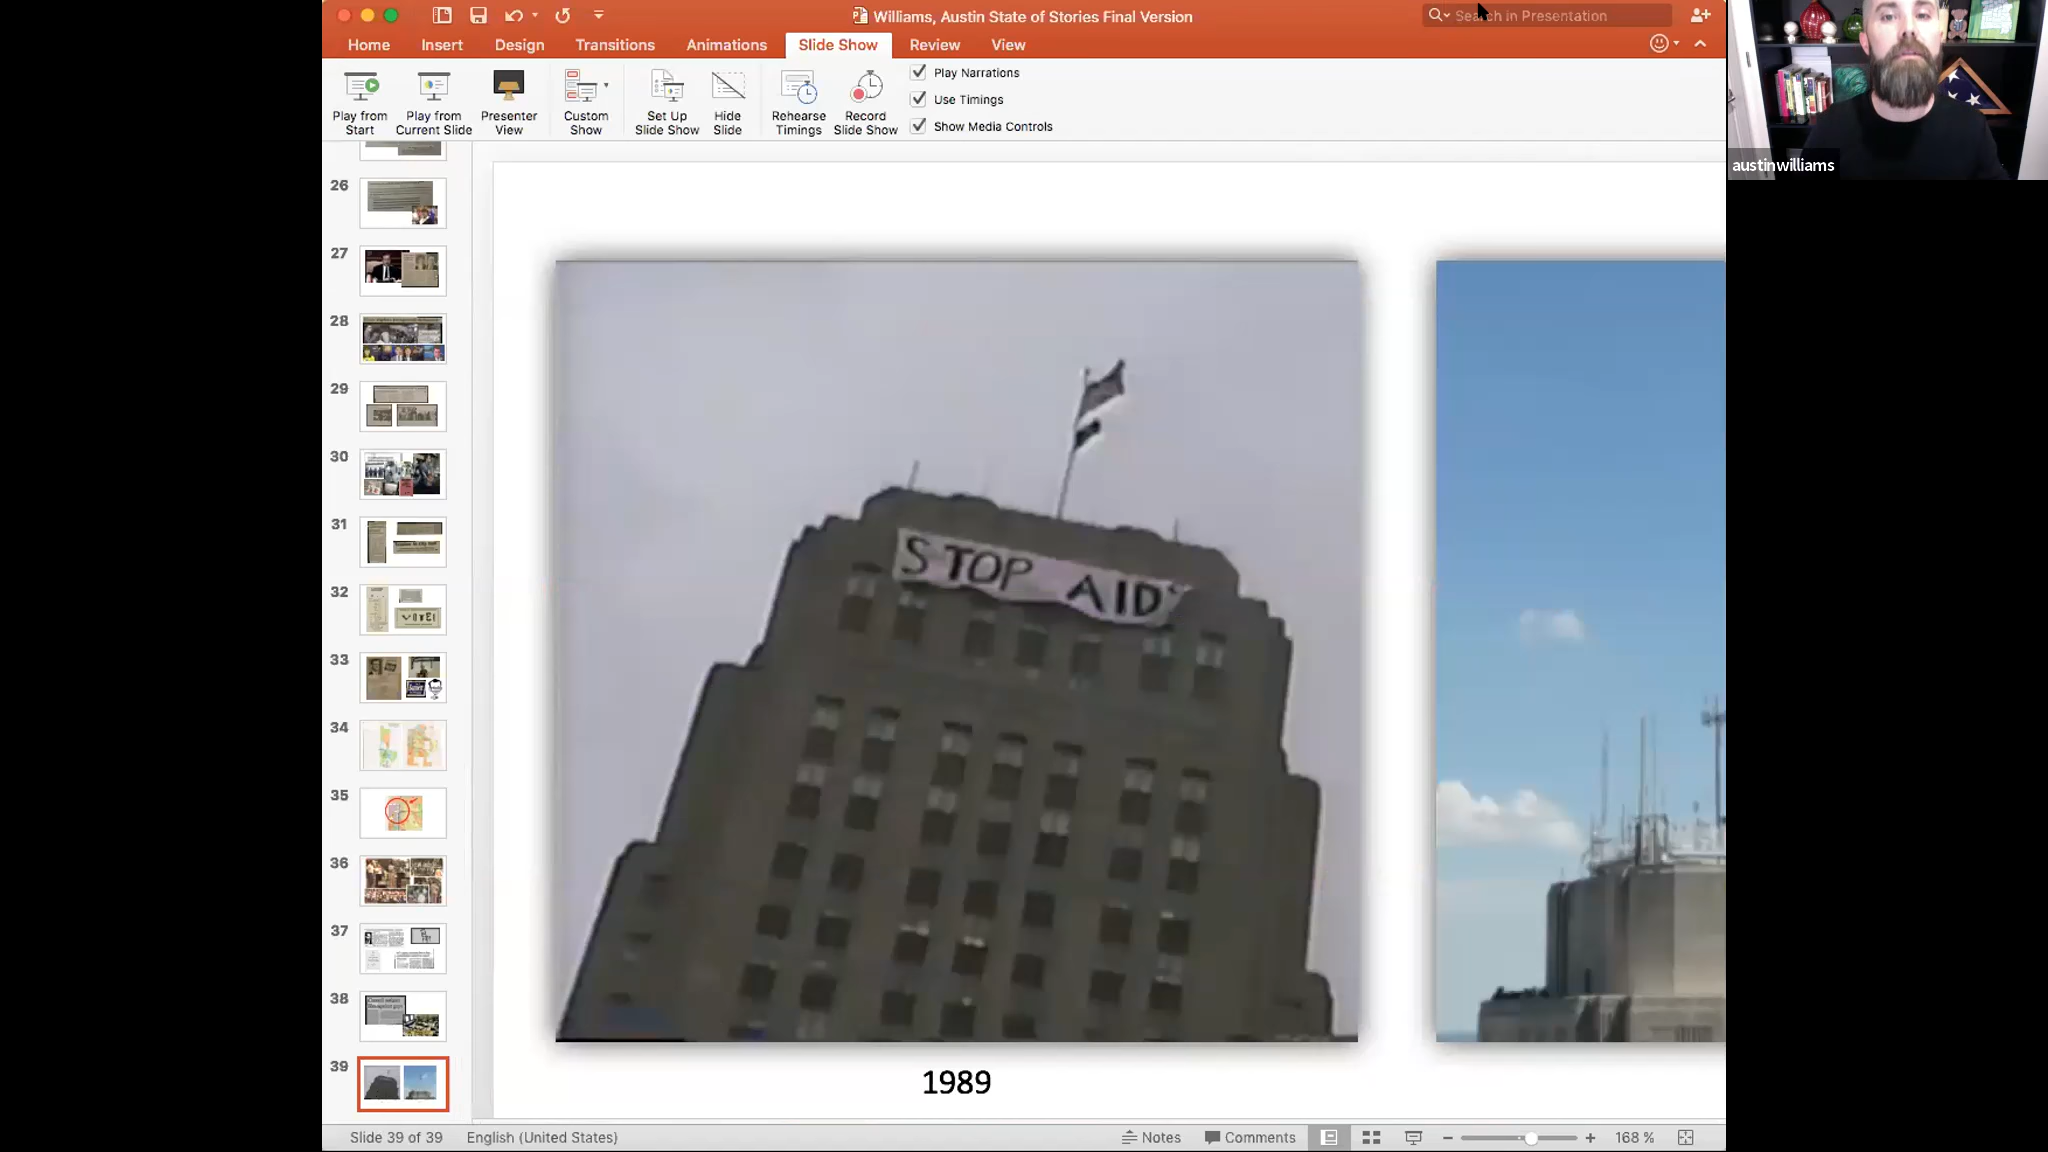 Williams, Austin State of Stories Final Version
Search in Presentation
Home Insert Design Transitions Animations Slide Show Review View
Play from Start
Play from Current Slide
Presenter View
Custom Show
Set Up Slide Show
Hide Slide
Rehearse Timings
Record Slide Show
Play Narrations
Use Timings
Show Media Controls
austinwilliams
26
27
28
29
30
31
32
VOTE!
33
34
35
36
37
38
39
STOP AIDS
1989
Slide 39 of 39 English (United States) Notes Comments 168 %